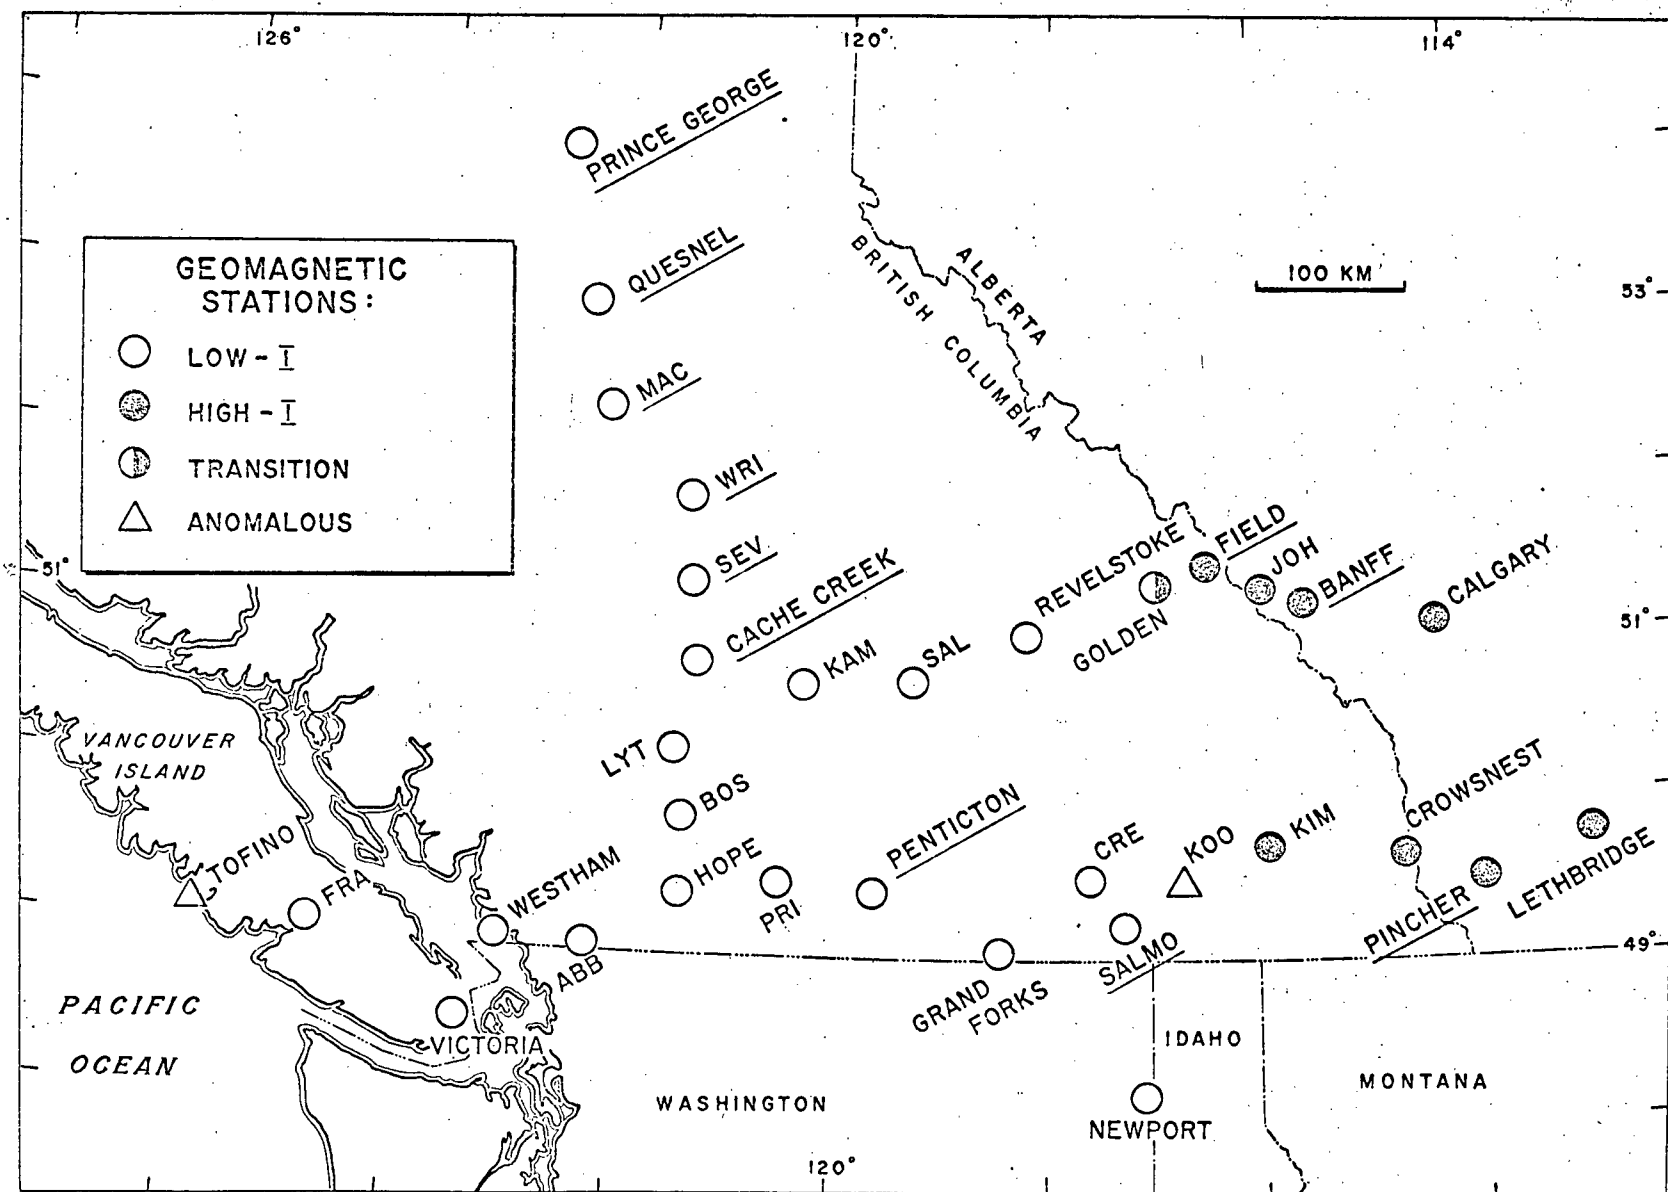 126°
120°
114°
PRINCE GEORGE
QUESNEL
MAC
WRI
SEV
CACHE CREEK
KAM
SAL
REVELSTOKE
GOLDEN
FIELD
JOH
BANFF
CALGARY
ALBERTA
BRITISH COLUMBIA
100 KM
53°
51°
51°
49°
GEOMAGNETIC
STATIONS:
LOW - I
HIGH - I
TRANSITION
ANOMALOUS
VANCOUVER
ISLAND
LYT
BOS
TOFINO
FRA
WESTHAM
HOPE
PRI
PENTICTON
CRE
KOO
KIM
CROWSNEST
PINCHER
LETHBRIDGE
ABB
VICTORIA
GRAND
FORKS
SALMO
PACIFIC
OCEAN
WASHINGTON
IDAHO
MONTANA
NEWPORT
120°